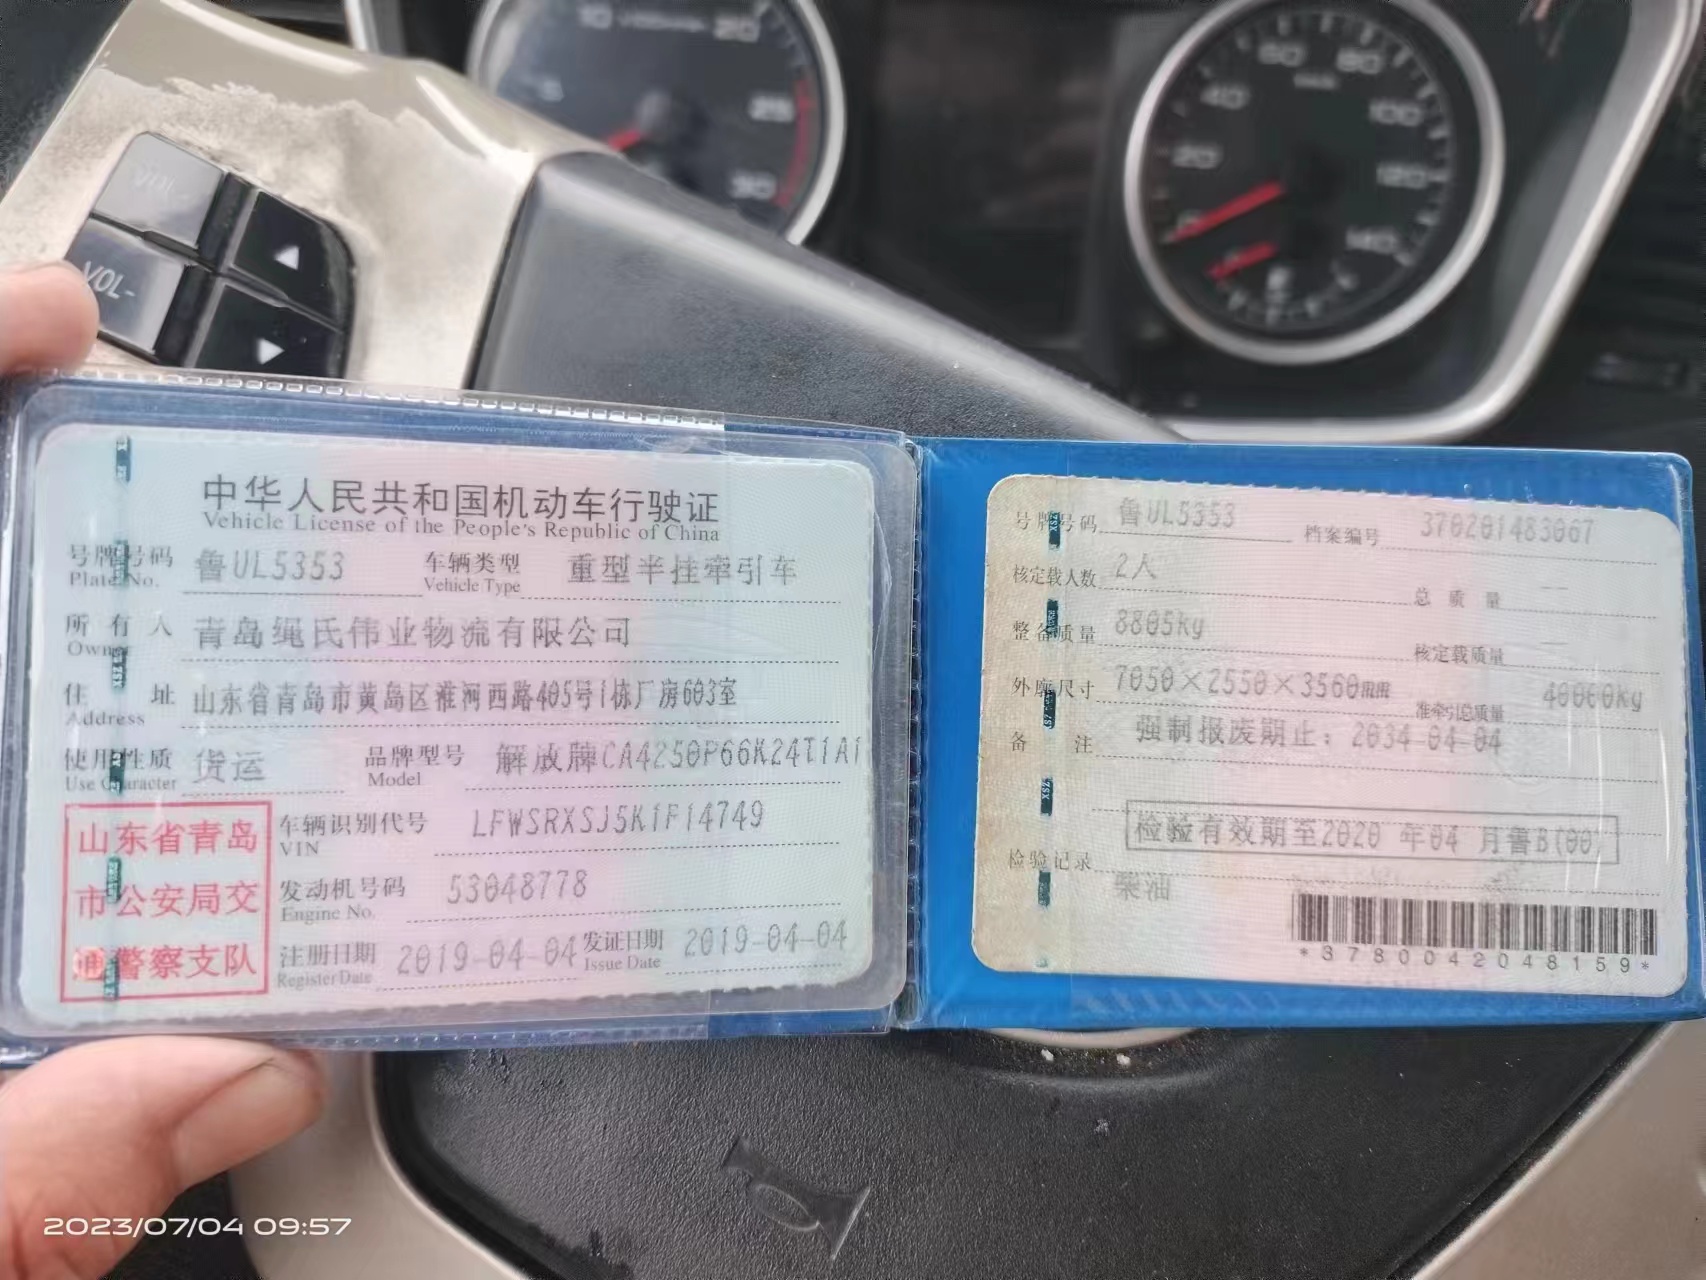 10
20
25
30
20
40
60
80
100
120
140
0
VOL-
中华人民共和国机动车行驶证
Vehicle License of the People's Republic of China
号牌号码 鲁UL5353 车辆类型 重型半挂牵引车
Plate No. Vehicle Type
所有人 青岛绳氏伟业物流有限公司
Owner
住址 山东省青岛市黄岛区淮河西路405号1栋厂房603室
Address
使用性质 货运 品牌型号 解放牌CA4250P66K24T1A1
Use Character Model
山东省青岛
市公安局交
通警察支队
车辆识别代号 LFWSRXSJ5K1F14749
VIN
发动机号码 53048778
Engine No.
注册日期 2019-04-04 发证日期 2019-04-04
Register Date Issue Date
号牌号码 鲁UL5353 档案编号 370201483067
核定载人数 2人 总质量 --
整备质量 8805kg 核定载质量 --
外廓尺寸 7050×2550×3560mm 准牵引总质量 40000kg
备注 强制报废期止：2034-04-04
检验有效期至2020年04月鲁B(00)
检验记录
柴油
*3780042048159*
2023/07/04 09:57